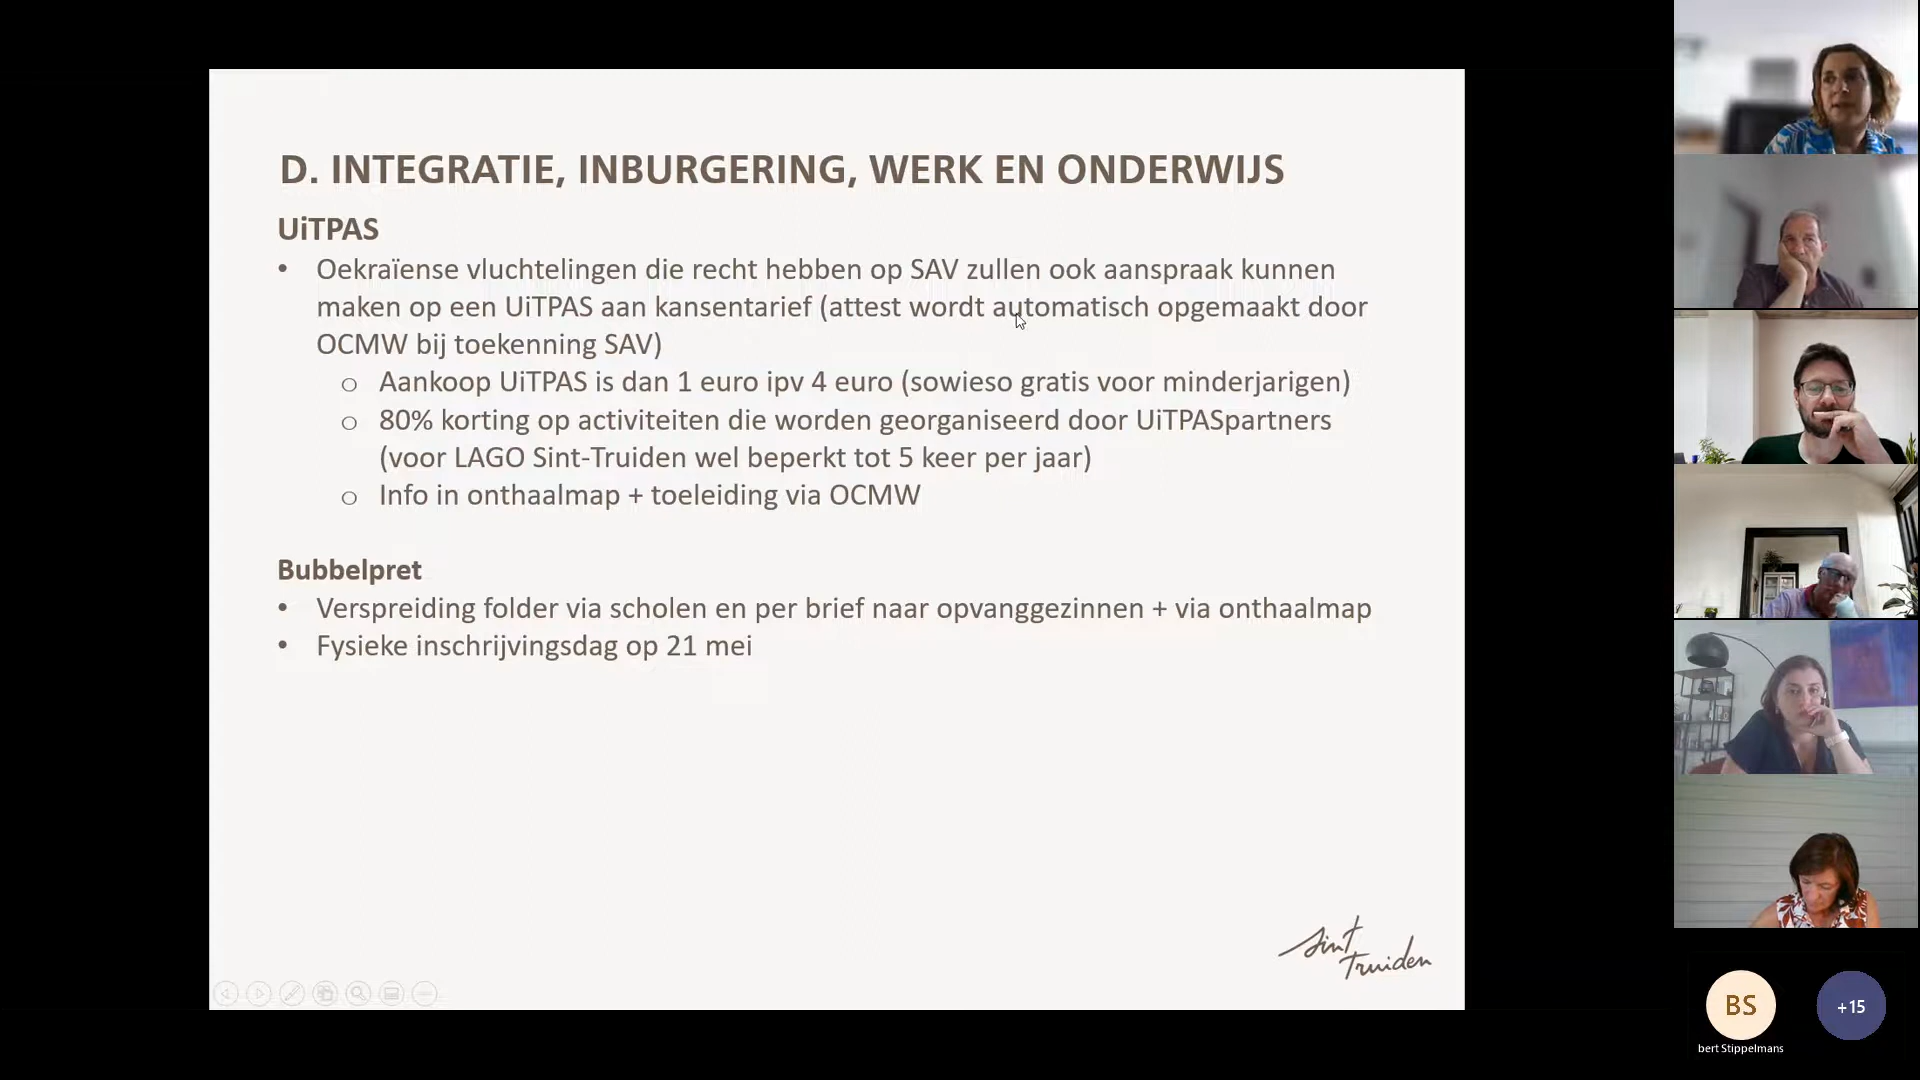 D. INTEGRATIE, INBURGERING, WERK EN ONDERWIJS
UiTPAS
• Oekraïense vluchtelingen die recht hebben op SAV zullen ook aanspraak kunnen
maken op een UiTPAS aan kansentarief (attest wordt automatisch opgemaakt door
OCMW bij toekenning SAV)
o Aankoop UiTPAS is dan 1 euro ipv 4 euro (sowieso gratis voor minderjarigen)
o 80% korting op activiteiten die worden georganiseerd door UiTPASpartners
(voor LAGO Sint-Truiden wel beperkt tot 5 keer per jaar)
o Info in onthaalmap + toeleiding via OCMW
Bubbelpret
• Verspreiding folder via scholen en per brief naar opvanggezinnen + via onthaalmap
• Fysieke inschrijvingsdag op 21 mei
Sint
Truiden
BS
+15
bert Stippelmans